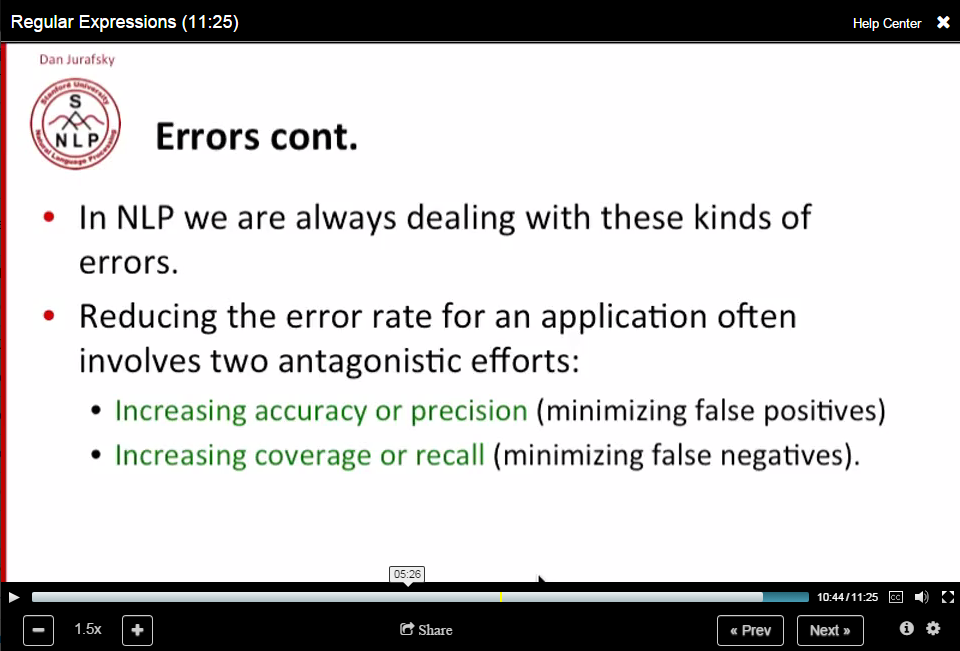 Regular Expressions (11:25)
Help Center
Dan Jurafsky
Stanford University
S
NLP
Natural Language Processing
Errors cont.
• In NLP we are always dealing with these kinds of
errors.
• Reducing the error rate for an application often
involves two antagonistic efforts:
• Increasing accuracy or precision (minimizing false positives)
• Increasing coverage or recall (minimizing false negatives).
05:26
10:44/11:25
CC
1.5x
Share
« Prev
Next »